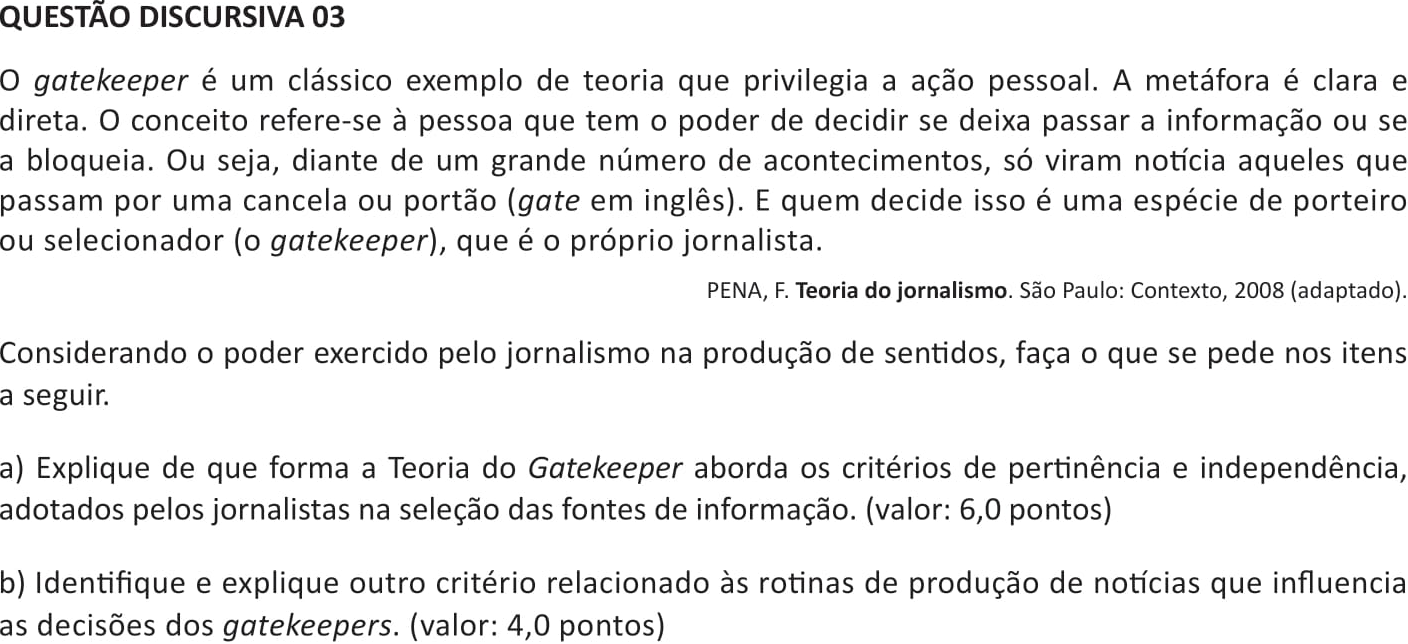 QUESTÃO DISCURSIVA 03
O gatekeeper é um clássico exemplo de teoria que privilegia a ação pessoal. A metáfora é clara e
direta. O conceito refere-se à pessoa que tem o poder de decidir se deixa passar a informação ou se
a bloqueia. Ou seja, diante de um grande número de acontecimentos, só viram notícia aqueles que
passam por uma cancela ou portão (gate em inglês). E quem decide isso é uma espécie de porteiro
ou selecionador (o gatekeeper), que é o próprio jornalista.
PENA, F. Teoria do jornalismo. São Paulo: Contexto, 2008 (adaptado).
Considerando o poder exercido pelo jornalismo na produção de sentidos, faça o que se pede nos itens
a seguir.
a) Explique de que forma a Teoria do Gatekeeper aborda os critérios de pertinência e independência,
adotados pelos jornalistas na seleção das fontes de informação. (valor: 6,0 pontos)
b) Identifique e explique outro critério relacionado às rotinas de produção de notícias que influencia
as decisões dos gatekeepers. (valor: 4,0 pontos)